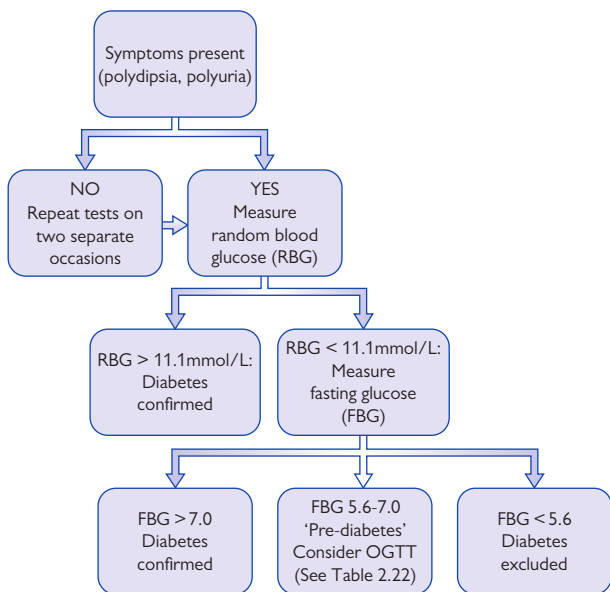 Symptoms present
(polydipsia, polyuria)
NO
Repeat tests on
two separate
occasions
YES
Measure
random blood
glucose (RBG)
RBG > 11.1mmol/L:
Diabetes
confirmed
RBG < 11.1mmol/L:
Measure
fasting glucose
(FBG)
FBG > 7.0
Diabetes
confirmed
FBG 5.6-7.0
‘Pre-diabetes’
Consider OGTT
(See Table 2.22)
FBG < 5.6
Diabetes
excluded